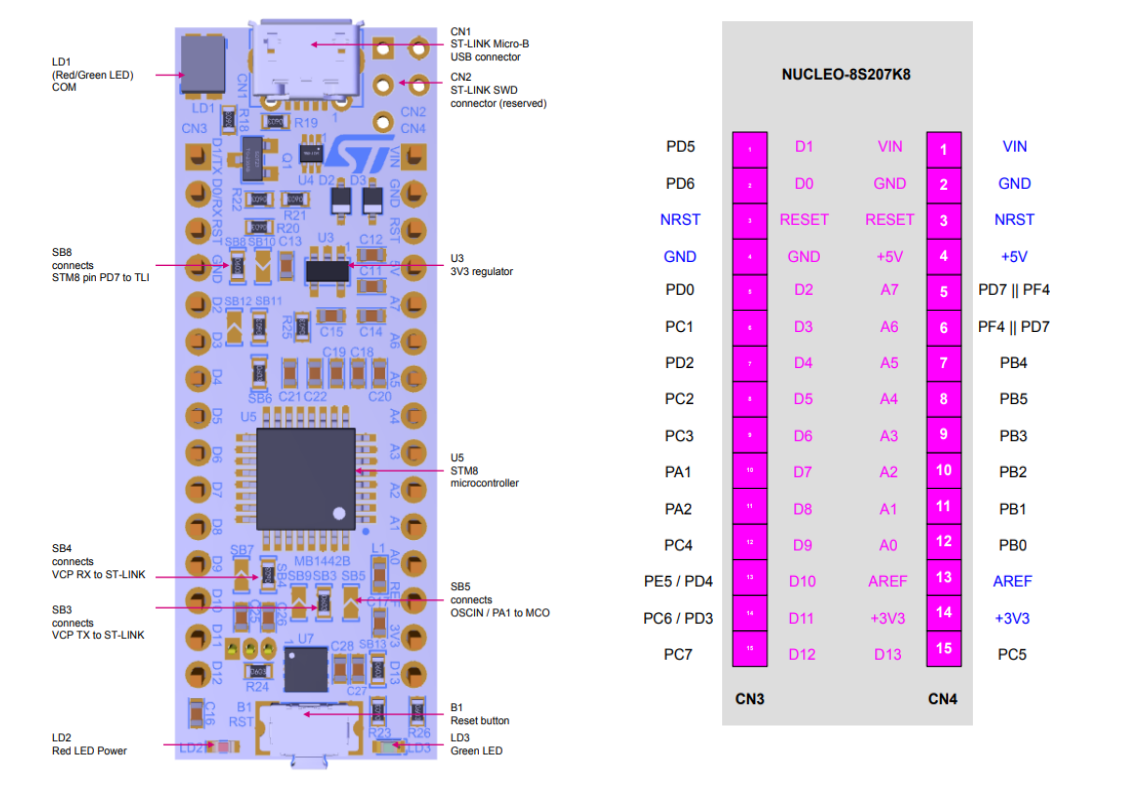 LD1
(Red/Green LED)
COM
CN1
ST-LINK Micro-B
USB connector
CN2
ST-LINK SWD
connector (reserved)
SB8
connects
STM8 pin PD7 to TLI
U3
3V3 regulator
U5
STM8
microcontroller
SB4
connects
VCP RX to ST-LINK
SB3
connects
VCP TX to ST-LINK
SB5
connects
OSCIN / PA1 to MCO
B1
Reset button
LD2
Red LED Power
LD3
Green LED
LD1
CN1
CN2
CN3
CN4
R18
R19
1
1
ST
D1/TX
D0/RX
RST
GND
D2
D3
D4
D5
D6
D7
D8
D9
D10
D11
D12
VIN
GND
RST
5V
A7
A6
A5
A4
A3
A2
A1
A0
REF
3V3
D13
Q1
U4
D2
D3
R22
R21
R20
SB8
SB10
C13
U3
1
C12
C11
SB12
SB11
R25
C15
C14
C19
C18
SB6
C21
C22
C20
U5
SB7
SB4
MB1442B
L1
SB9
SB3
SB5
C17
C25
C26
U7
1
C28
SB13
R24
C27
C16
B1
RST
R23
R26
LD2
LD3
NUCLEO-8S207K8
PD5 1 D1 VIN 1 VIN
PD6 2 D0 GND 2 GND
NRST 3 RESET RESET 3 NRST
GND 4 GND +5V 4 +5V
PD0 5 D2 A7 5 PD7 || PF4
PC1 6 D3 A6 6 PF4 || PD7
PD2 7 D4 A5 7 PB4
PC2 8 D5 A4 8 PB5
PC3 9 D6 A3 9 PB3
PA1 10 D7 A2 10 PB2
PA2 11 D8 A1 11 PB1
PC4 12 D9 A0 12 PB0
PE5 / PD4 13 D10 AREF 13 AREF
PC6 / PD3 14 D11 +3V3 14 +3V3
PC7 15 D12 D13 15 PC5
CN3 CN4